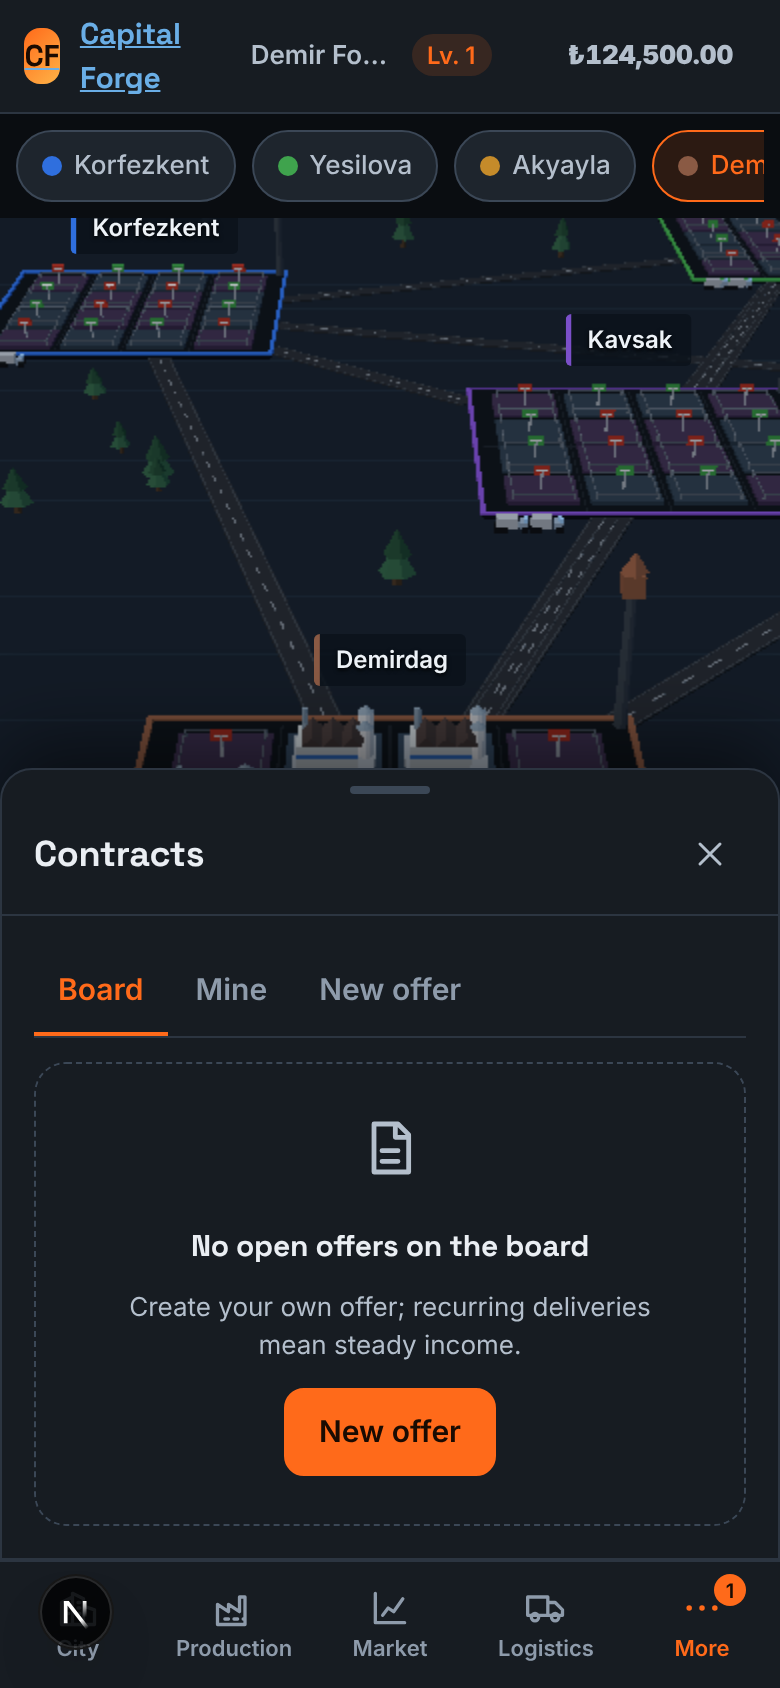 CF
Capital
Forge
Demir Fo...
Lv. 1
₺124,500.00
Korfezkent
Yesilova
Akyayla
Dem
Korfezkent
Kavsak
Demirdag
Contracts
Board
Mine
New offer
No open offers on the board
Create your own offer; recurring deliveries
mean steady income.
New offer
N
1
City
Production
Market
Logistics
More